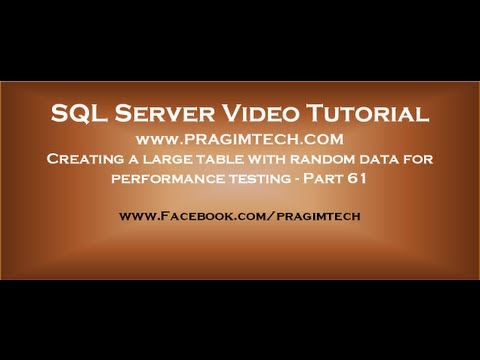 SQL Server Video Tutorial
www.pragimtech.com
Creating a large table with random data for
performance testing - Part 61
www.Facebook.com/pragimtech